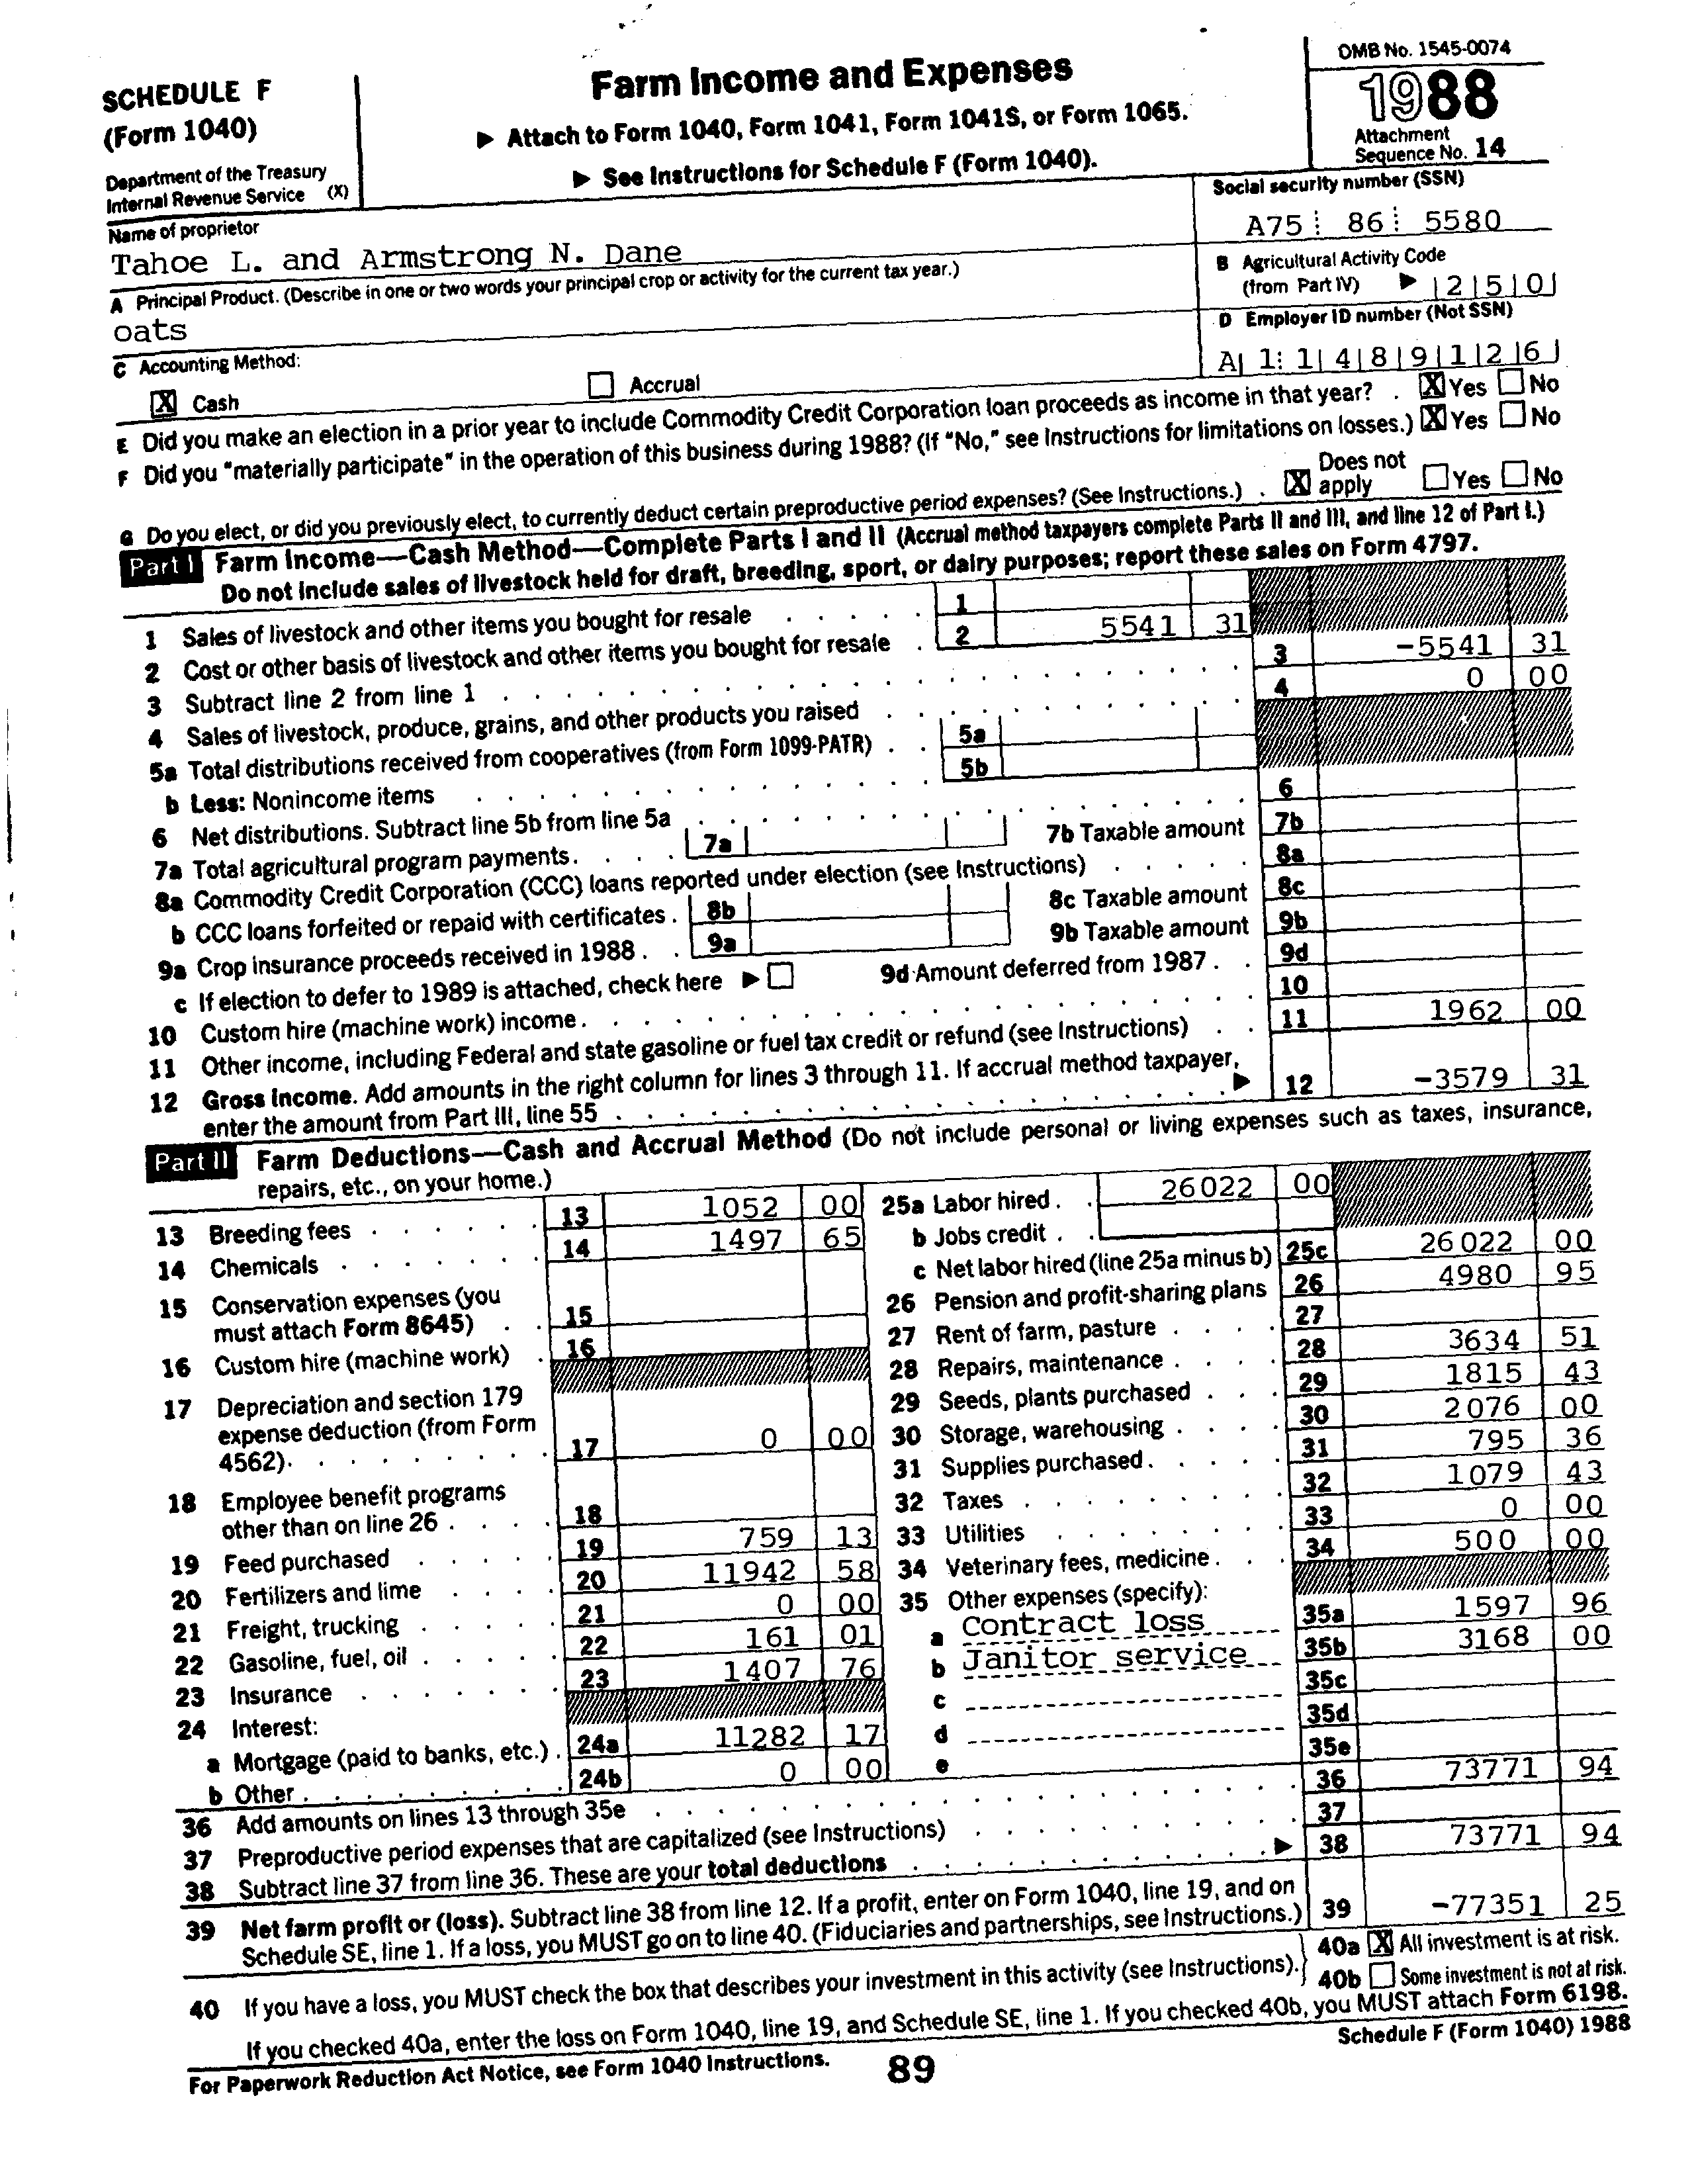 SCHEDULE F
(Form 1040)
Department of the Treasury
Internal Revenue Service (X)
Farm Income and Expenses
▶ Attach to Form 1040, Form 1041, Form 1041S, or Form 1065.
▶ See Instructions for Schedule F (Form 1040).
OMB No. 1545-0074
1988
Attachment
Sequence No. 14
Name of proprietor
Tahoe L. and Armstrong N. Dane
Social security number (SSN)
A75 86 5580
A Principal Product. (Describe in one or two words your principal crop or activity for the current tax year.)
oats
B Agricultural Activity Code
(from Part IV) ▶ 2 5 0
C Accounting Method:
X Cash
Accrual
D Employer ID number (Not SSN)
A 1 1 4 8 9 1 2 6
E Did you make an election in a prior year to include Commodity Credit Corporation loan proceeds as income in that year? . X Yes No
F Did you "materially participate" in the operation of this business during 1988? (If "No," see Instructions for limitations on losses.) X Yes No
G Do you elect, or did you previously elect, to currently deduct certain preproductive period expenses? (See Instructions.) . X Does not apply Yes No
Part I Farm Income—Cash Method—Complete Parts I and II (Accrual method taxpayers complete Parts II and III, and line 12 of Part I.)
Do not include sales of livestock held for draft, breeding, sport, or dairy purposes; report these sales on Form 4797.
1 Sales of livestock and other items you bought for resale 1
2 Cost or other basis of livestock and other items you bought for resale 2 5541 31
3 Subtract line 2 from line 1 3 -5541 31
4 Sales of livestock, produce, grains, and other products you raised 4 0 00
5a Total distributions received from cooperatives (from Form 1099-PATR) 5a
b Less: Nonincome items 5b
6 Net distributions. Subtract line 5b from line 5a 6
7a Total agricultural program payments. 7a 7b Taxable amount 7b
8a Commodity Credit Corporation (CCC) loans reported under election (see Instructions) 8a
b CCC loans forfeited or repaid with certificates . 8b 8c Taxable amount 8c
9a Crop insurance proceeds received in 1988 . 9a 9b Taxable amount 9b
c If election to defer to 1989 is attached, check here ▶ 9d Amount deferred from 1987 . 9d
10 Custom hire (machine work) income. 10
11 Other income, including Federal and state gasoline or fuel tax credit or refund (see Instructions) 11 1962 00
12 Gross income. Add amounts in the right column for lines 3 through 11. If accrual method taxpayer,
enter the amount from Part III, line 55 ▶ 12 -3579 31
Part II Farm Deductions—Cash and Accrual Method (Do not include personal or living expenses such as taxes, insurance,
repairs, etc., on your home.)
13 Breeding fees 13 1052 00
14 Chemicals 14 1497 65
15 Conservation expenses (you
must attach Form 8645) 15
16 Custom hire (machine work) 16
17 Depreciation and section 179
expense deduction (from Form
4562). 17 0 00
18 Employee benefit programs
other than on line 26 18
19 Feed purchased 19 759 13
20 Fertilizers and lime 20 11942 58
21 Freight, trucking 21 0 00
22 Gasoline, fuel, oil 22 161 01
23 Insurance 23 1407 76
24 Interest:
a Mortgage (paid to banks, etc.) . 24a 11282 17
b Other . 24b 0 00
25a Labor hired . 26022 00
b Jobs credit .
c Net labor hired (line 25a minus b) 25c 26022 00
26 Pension and profit-sharing plans 26 4980 95
27 Rent of farm, pasture 27
28 Repairs, maintenance 28 3634 51
29 Seeds, plants purchased 29 1815 43
30 Storage, warehousing 30 2076 00
31 Supplies purchased. 31 795 36
32 Taxes 32 1079 43
33 Utilities 33 0 00
34 Veterinary fees, medicine. 34 500 00
35 Other expenses (specify):
a Contract loss 35a 1597 96
b Janitor service 35b 3168 00
c 35c
d 35d
e 35e
36 Add amounts on lines 13 through 35e 36 73771 94
37 Preproductive period expenses that are capitalized (see Instructions) 37
38 Subtract line 37 from line 36. These are your total deductions ▶ 38 73771 94
39 Net farm profit or (loss). Subtract line 38 from line 12. If a profit, enter on Form 1040, line 19, and on
Schedule SE, line 1. If a loss, you MUST go on to line 40. (Fiduciaries and partnerships, see Instructions.) 39 -77351 25
40 If you have a loss, you MUST check the box that describes your investment in this activity (see Instructions).
40a X All investment is at risk.
40b Some investment is not at risk.
If you checked 40a, enter the loss on Form 1040, line 19, and Schedule SE, line 1. If you checked 40b, you MUST attach Form 6198.
For Paperwork Reduction Act Notice, see Form 1040 Instructions.
89
Schedule F (Form 1040) 1988